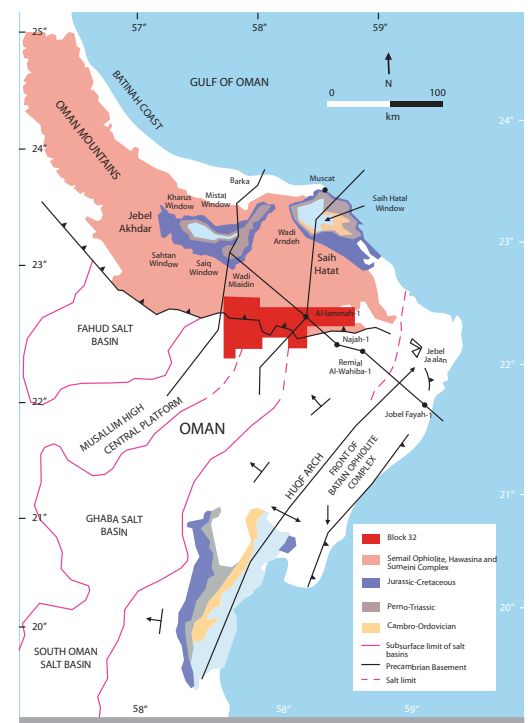 57"
58"
59"
25"
GULF OF OMAN
N
0
100
km
BATINAH COAST
24"
24"
OMAN MOUNTAINS
Barka
Muscat
Kharus
Window
Mistal
Window
Saih Hatal
Window
Jebel
Akhdar
Wadi
Arndeh
23"
23"
Sahtan
Window
Saiq
Window
Saih
Hatat
Wadi
Miaidin
Al-lammah-1
FAHUD SALT
BASIN
Najah-1
Jebel
Ja alan
22"
22"
Remial
Al-Wahiba-1
MUSALLIM HIGH
CENTRAL PLATFORM
OMAN
Jobel Fayah-1
HUQF ARCH
FRONT OF
BATAIN OPHIOLITE
COMPLEX
21"
21"
GHABA SALT
BASIN
20"
20"
SOUTH OMAN
SALT BASIN
Block 32
Semail Ophiolite, Hawasina and
Sumeini Complex
Jurassic-Cretaceous
Permo-Triassic
Cambro-Ordovician
Subsurface limit of salt
basins
Precambrian Basement
Salt limit
58"
58"
59"